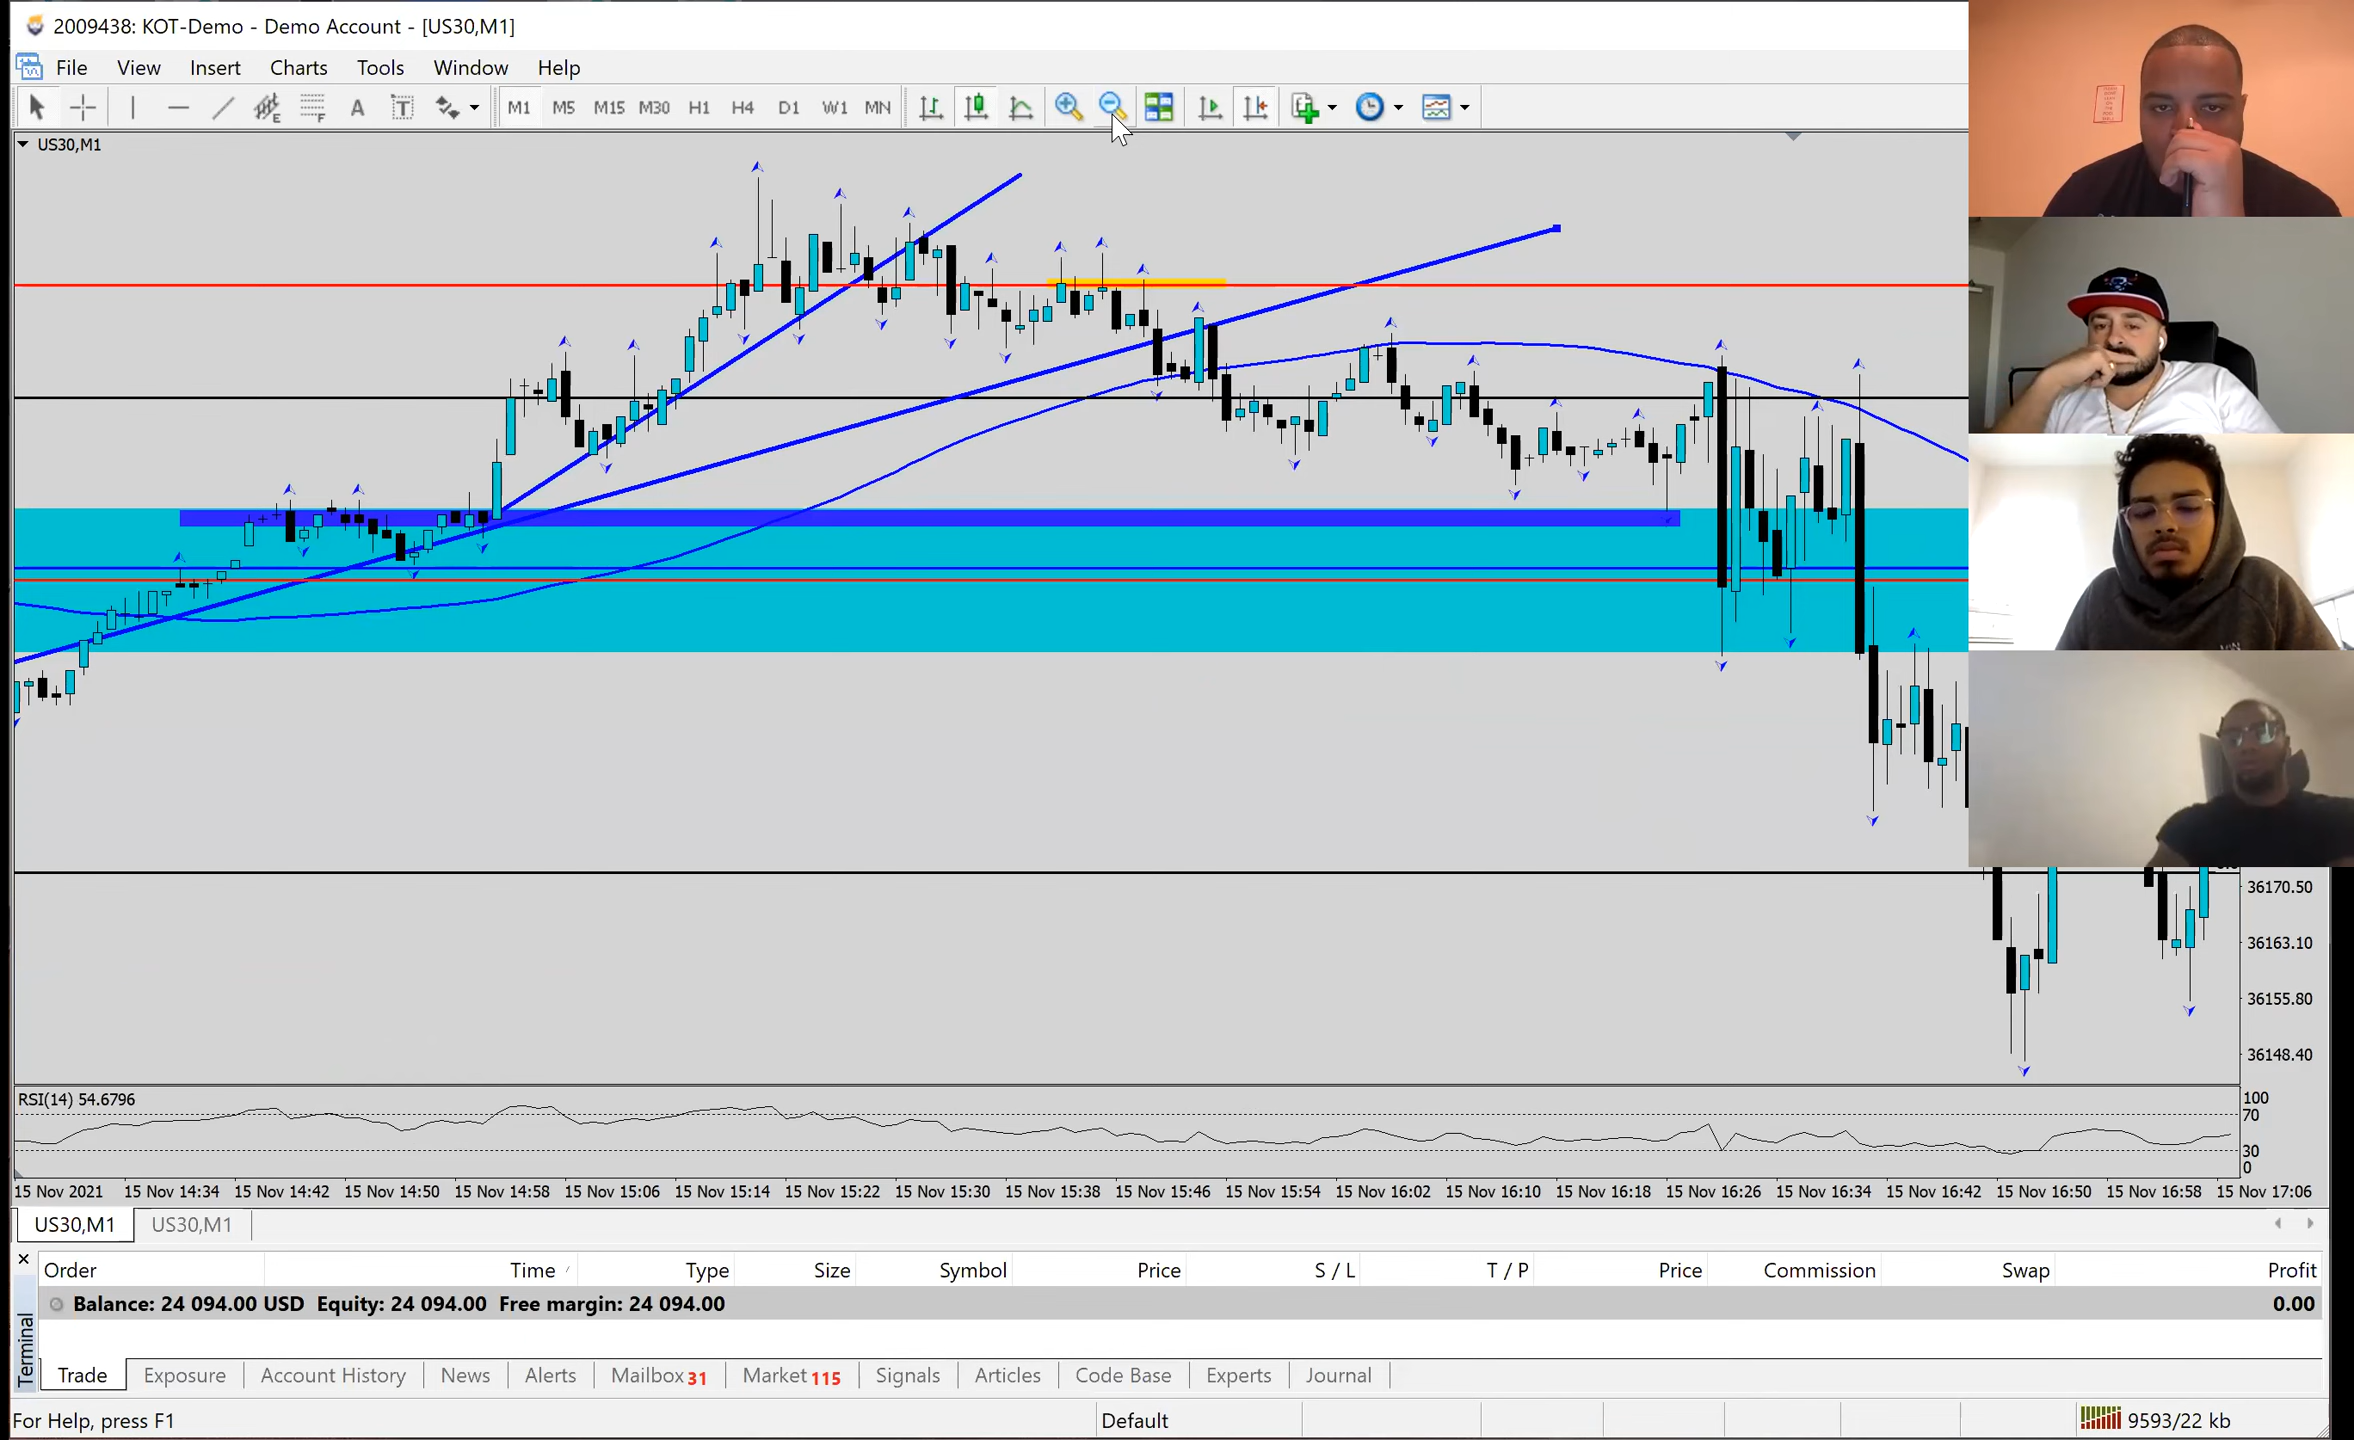 2009438: KOT-Demo - Demo Account - [US30,M1]
File View Insert Charts Tools Window Help
A T M1 M5 M15 M30 H1 H4 D1 W1 MN
US30,M1
36170.50
36163.10
36155.80
36148.40
RSI(14) 54.6796
100
70
30
0
15 Nov 2021 15 Nov 14:34 15 Nov 14:42 15 Nov 14:50 15 Nov 14:58 15 Nov 15:06 15 Nov 15:14 15 Nov 15:22 15 Nov 15:30 15 Nov 15:38 15 Nov 15:46 15 Nov 15:54 15 Nov 16:02 15 Nov 16:10 15 Nov 16:18 15 Nov 16:26 15 Nov 16:34 15 Nov 16:42 15 Nov 16:50 15 Nov 16:58 15 Nov 17:06
US30,M1 US30,M1
Order Time Type Size Symbol Price S / L T / P Price Commission Swap Profit
Balance: 24 094.00 USD Equity: 24 094.00 Free margin: 24 094.00 0.00
Terminal
Trade Exposure Account History News Alerts Mailbox 31 Market 115 Signals Articles Code Base Experts Journal
For Help, press F1 Default 9593/22 kb